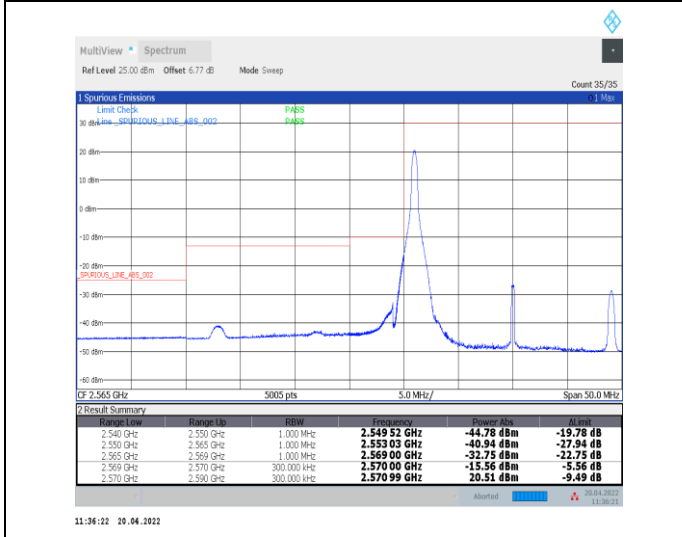 MultiView Spectrum
Ref Level 25.00 dBm Offset 6.77 dB Mode Sweep
Count 35/35
1 Spurious Emissions 1 Max
Limit Check PASS
Line _SPURIOUS_LINE_ABS_002 PASS
30 dBm
20 dBm
10 dBm
0 dBm
-10 dBm
-20 dBm
_SPURIOUS_LINE_ABS_002
-30 dBm
-40 dBm
-50 dBm
-60 dBm
CF 2.565 GHz 5005 pts 5.0 MHz/ Span 50.0 MHz
2 Result Summary
Range Low Range Up RBW Frequency Power Abs ΔLimit
2.540 GHz 2.550 GHz 1.000 MHz 2.549 52 GHz -44.78 dBm -19.78 dB
2.550 GHz 2.565 GHz 1.000 MHz 2.553 03 GHz -40.94 dBm -27.94 dB
2.565 GHz 2.569 GHz 1.000 MHz 2.569 00 GHz -32.75 dBm -22.75 dB
2.569 GHz 2.570 GHz 300.000 kHz 2.570 00 GHz -15.56 dBm -5.56 dB
2.570 GHz 2.590 GHz 300.000 kHz 2.570 99 GHz 20.51 dBm -9.49 dB
Aborted 20.04.2022
11:36:21
11:36:22 20.04.2022